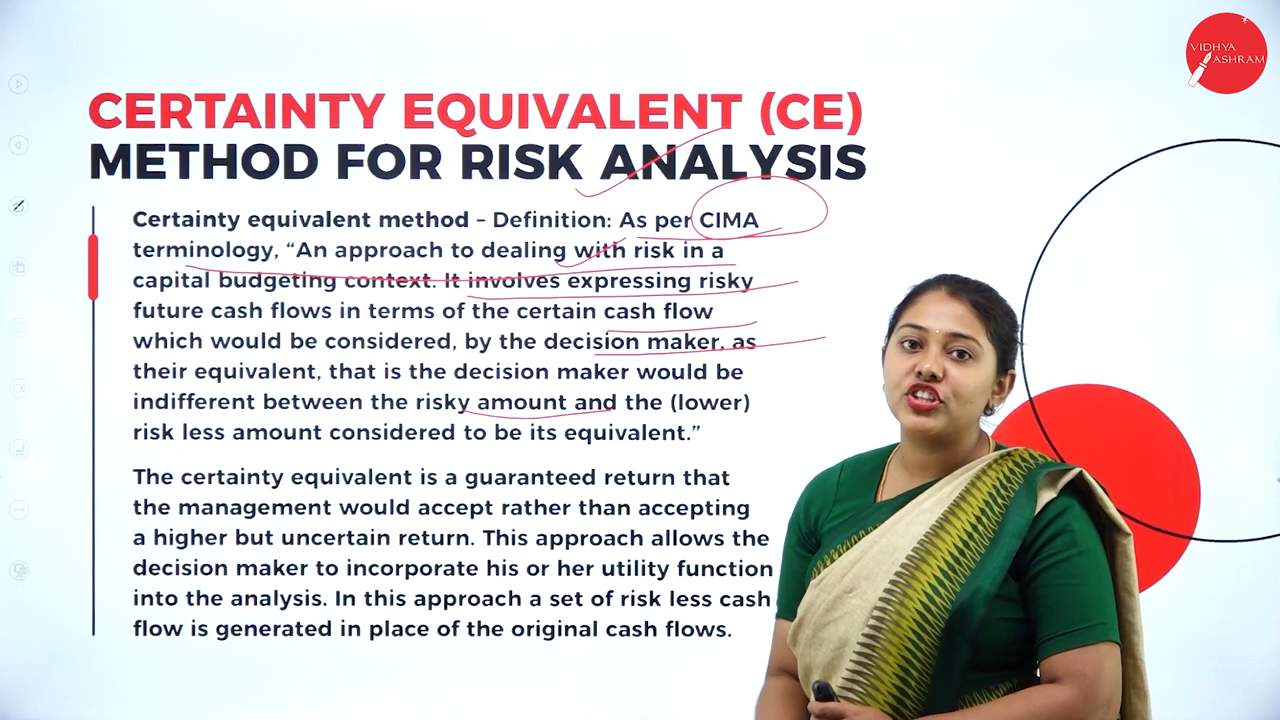 VIDHYA
ASHRAM
CERTAINTY EQUIVALENT (CE)
METHOD FOR RISK ANALYSIS
Certainty equivalent method – Definition: As per CIMA
terminology, “An approach to dealing with risk in a
capital budgeting context. It involves expressing risky
future cash flows in terms of the certain cash flow
which would be considered, by the decision maker, as
their equivalent, that is the decision maker would be
indifferent between the risky amount and the (lower)
risk less amount considered to be its equivalent.”
The certainty equivalent is a guaranteed return that
the management would accept rather than accepting
a higher but uncertain return. This approach allows the
decision maker to incorporate his or her utility function
into the analysis. In this approach a set of risk less cash
flow is generated in place of the original cash flows.